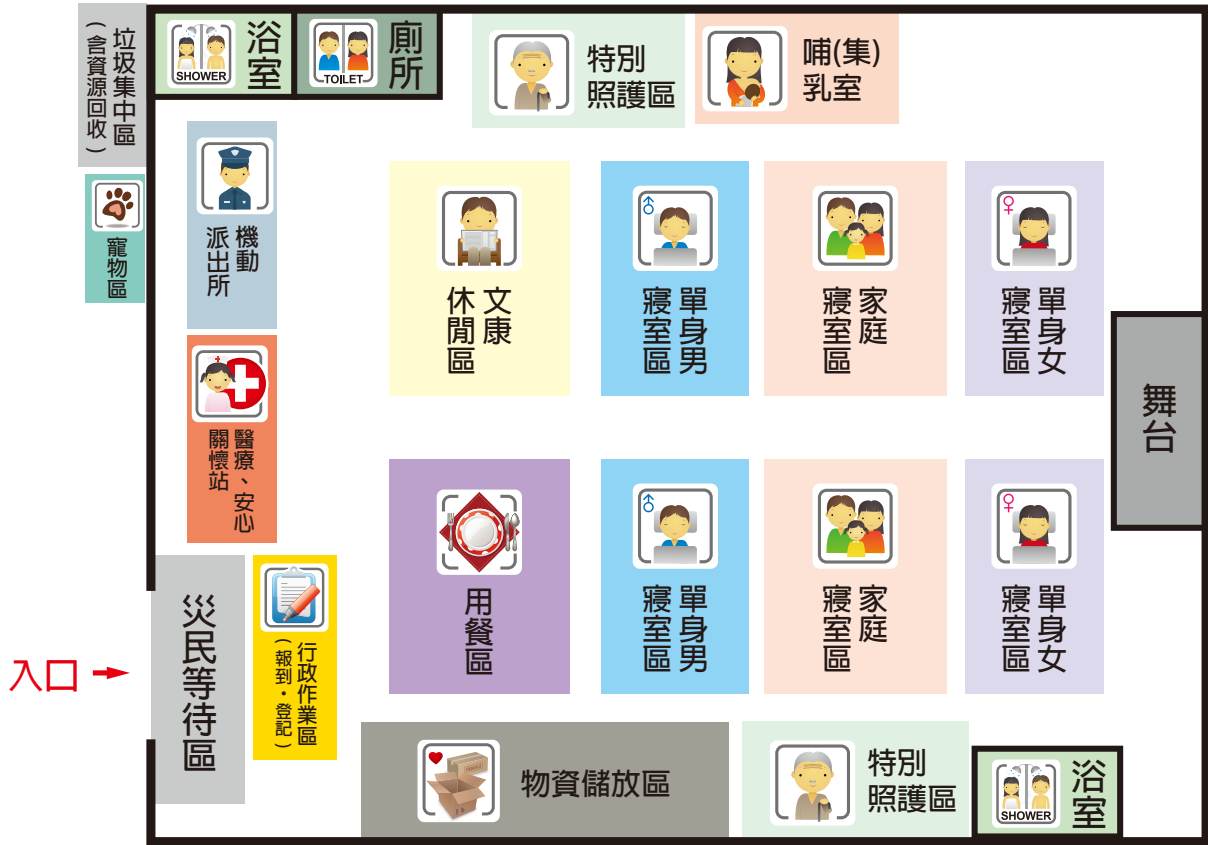 垃圾集中區
(含資源回收)
SHOWER
浴室
TOILET
廁所
特別
照護區
哺(集)
乳室
寵物區
機動
派出所
文康
休閒區
單身男
寢室區
家庭
寢室區
單身女
寢室區
醫療、安心
關懷站
舞台
入口
災民等待區
行政作業區
(報到・登記)
用餐區
單身男
寢室區
家庭
寢室區
單身女
寢室區
物資儲放區
特別
照護區
SHOWER
浴室